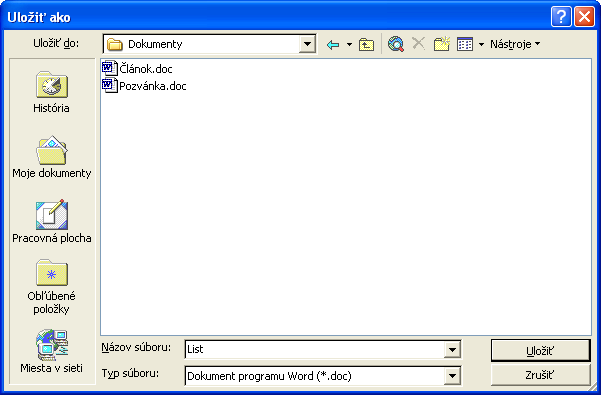 Uložiť ako
Uložiť do:
Dokumenty
Nástroje
História
Moje dokumenty
Pracovná plocha
Obľúbené
položky
Miesta v sieti
Článok.doc
Pozvánka.doc
Názov súboru:
List
Uložiť
Typ súboru:
Dokument programu Word (*.doc)
Zrušiť